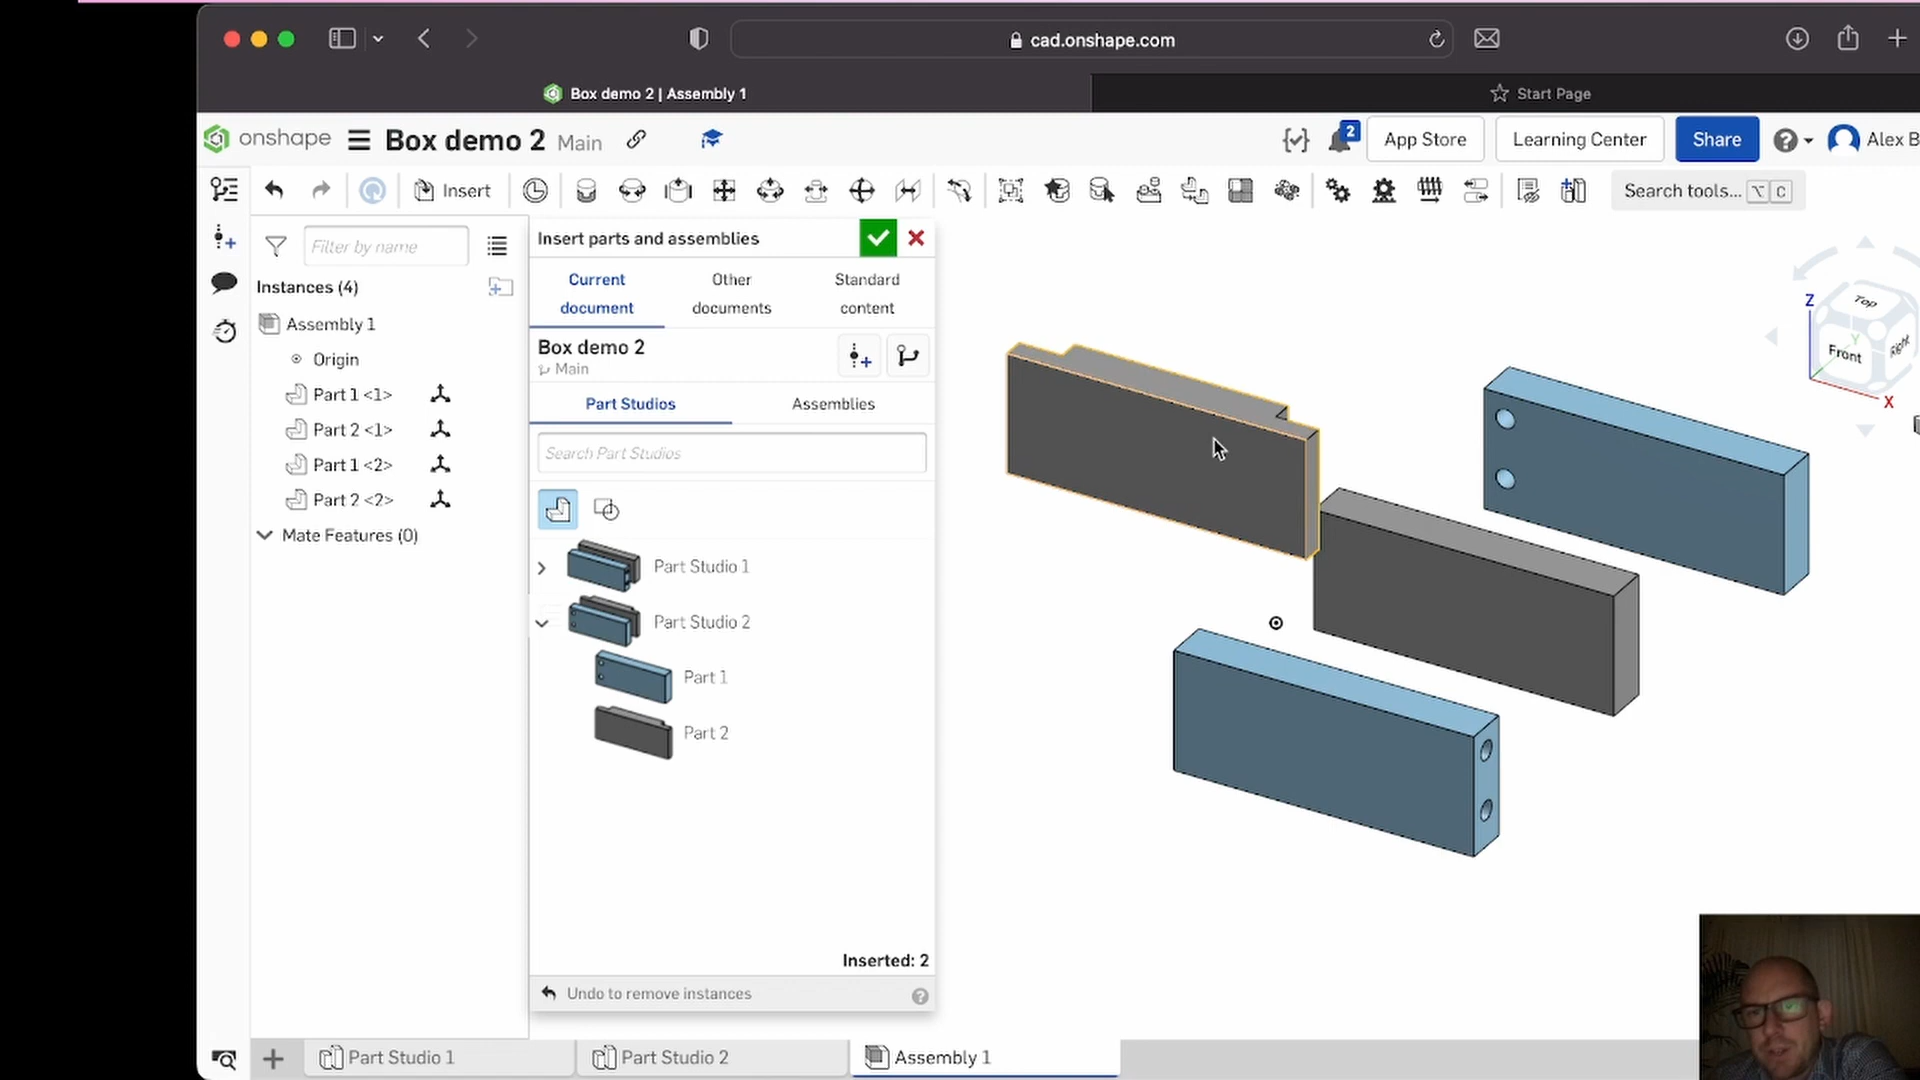 cad.onshape.com
Box demo 2 | Assembly 1
Start Page
onshape
Box demo 2 Main
2
App Store
Learning Center
Share
Alex B
Insert
Search tools... ⌥ C
Filter by name
Instances (4)
Assembly 1
Origin
Part 1 <1>
Part 2 <1>
Part 1 <2>
Part 2 <2>
Mate Features (0)
Insert parts and assemblies
Current document
Other documents
Standard content
Box demo 2
Main
Part Studios
Assemblies
Search Part Studios
Part Studio 1
Part Studio 2
Part 1
Part 2
Inserted: 2
Undo to remove instances
Z
Top
Y
Front
Right
X
Part Studio 1
Part Studio 2
Assembly 1